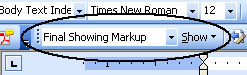 Body Text Inde Times New Roman 12
Final Showing Markup Show